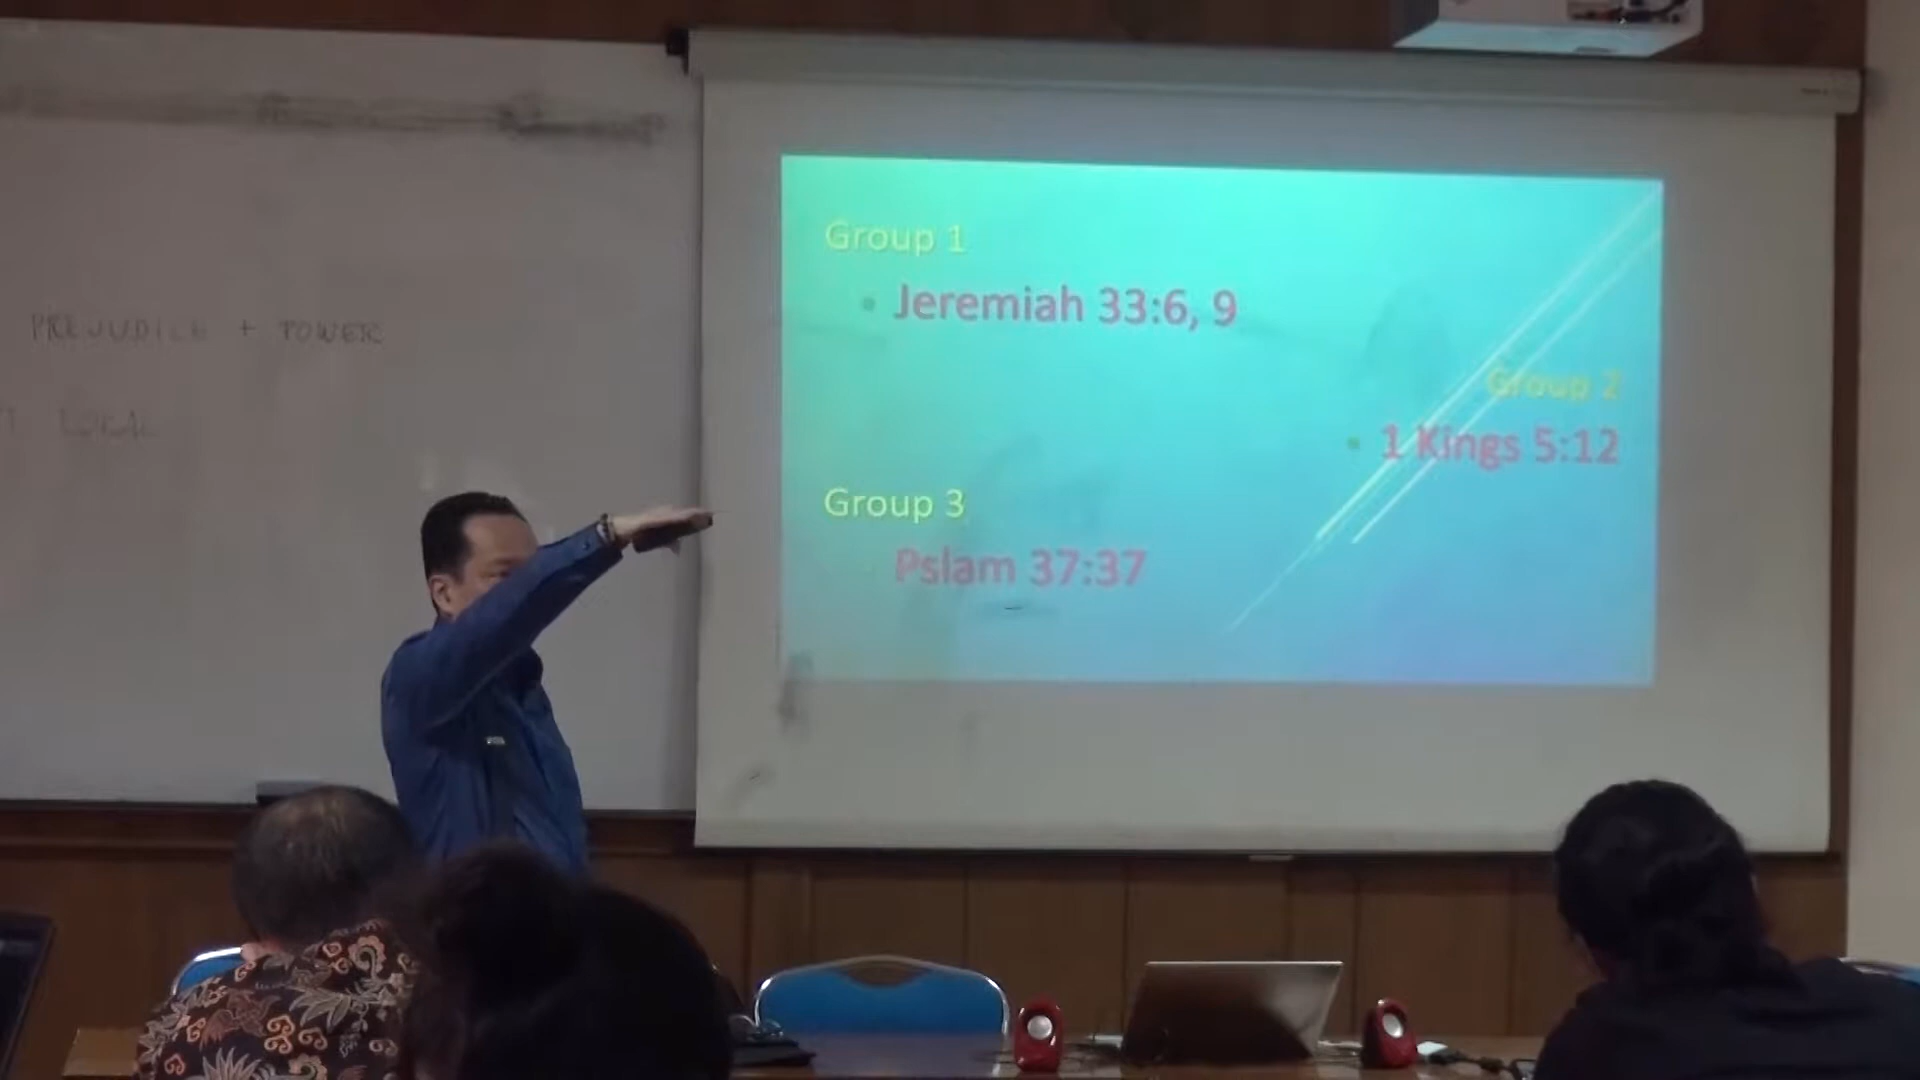 PREJUDICE + POWER
LOKAL
Group 1
Jeremiah 33:6, 9
Group 2
1 Kings 5:12
Group 3
Pslam 37:37